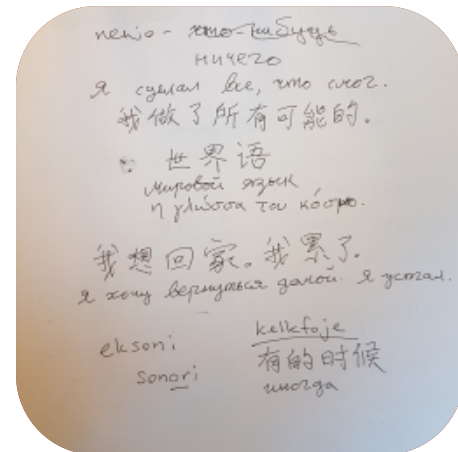 nenio - что-нибудь
ничего
Я сделал все, что смог.
我做了所有可能的.
世界语
мировой язык
η γλώσσα του κόσμο.
我想回家。我累了.
я хочу вернуться домой. я устал.
eksoni
sonori
kelkfoje
有的时候
иногда